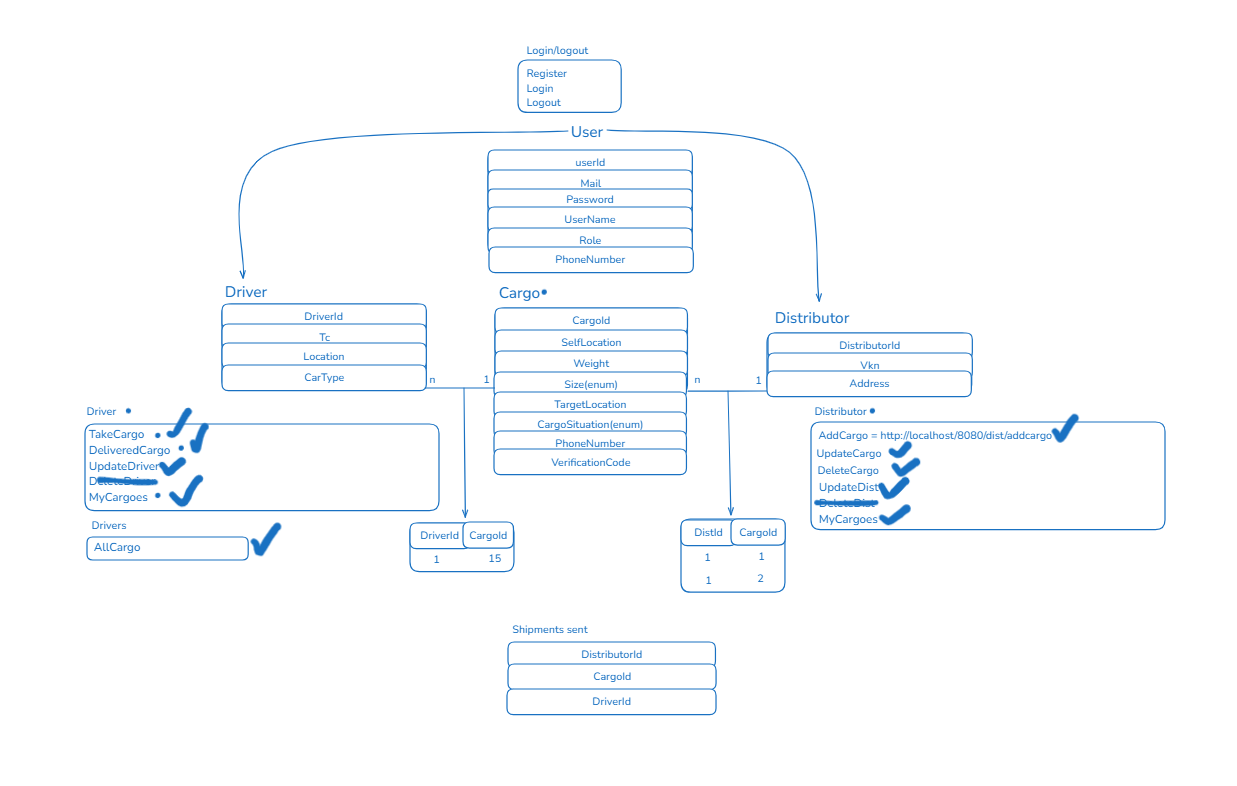 Login/logout
Register
Login
Logout
User
userId
Mail
Password
UserName
Role
PhoneNumber
Driver
DriverId
Tc
Location
CarType
Cargo
CargoId
SelfLocation
Weight
Size(enum)
TargetLocation
CargoSituation(enum)
PhoneNumber
VerificationCode
Distributor
DistributorId
Vkn
Address
n
1
n
1
Driver
TakeCargo
DeliveredCargo
UpdateDriver
DeleteDriver
MyCargoes
Drivers
AllCargo
Distributor
AddCargo = http://localhost/8080/dist/addcargo
UpdateCargo
DeleteCargo
UpdateDist
DeleteDist
MyCargoes
DriverId CargoId
1 15
DistId CargoId
1 1
1 2
Shipments sent
DistributorId
CargoId
DriverId